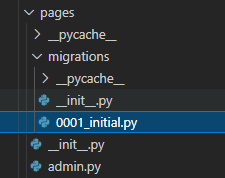 pages
__pycache__
migrations
__pycache__
__init__.py
0001_initial.py
__init__.py
admin.py